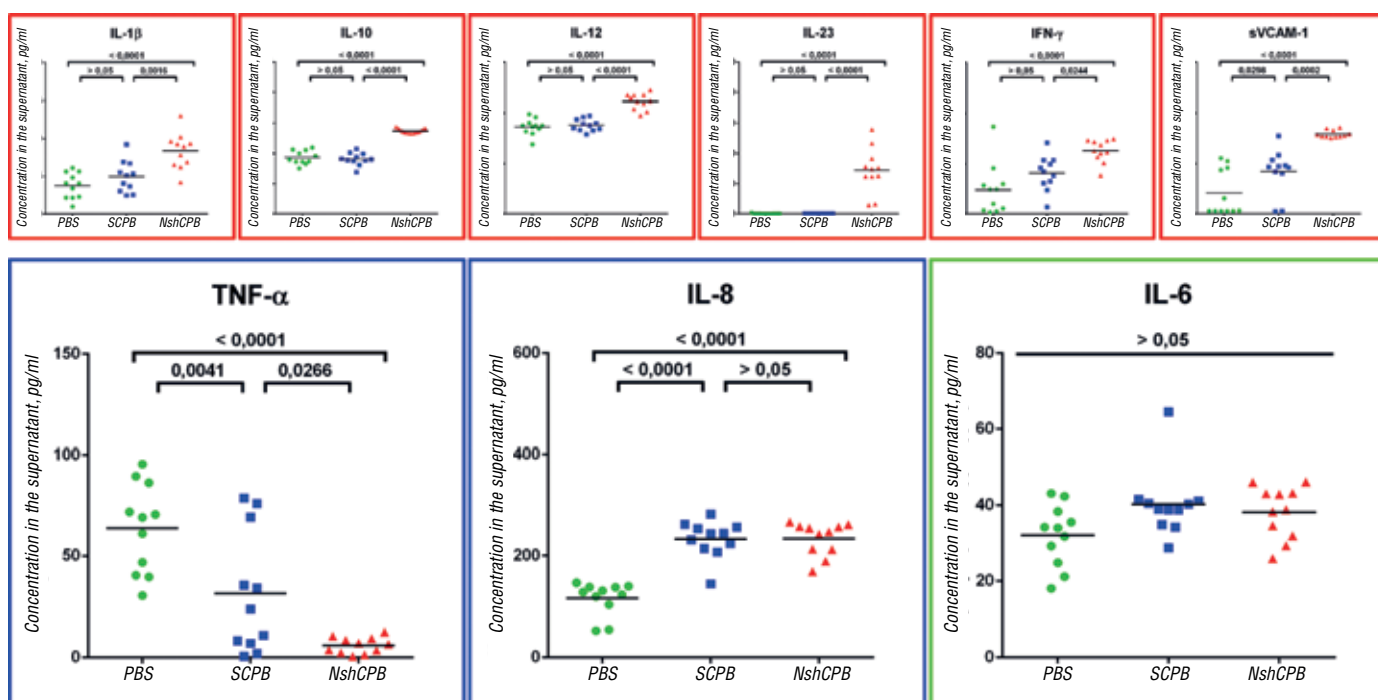 IL-1β
Concentration in the supernatant, pg/ml
< 0,0001
> 0,05
0,0016
PBS
SCPB
NshCPB
IL-10
Concentration in the supernatant, pg/ml
< 0,0001
> 0,05
< 0,0001
PBS
SCPB
NshCPB
IL-12
Concentration in the supernatant, pg/ml
< 0,0001
> 0,05
< 0,0001
PBS
SCPB
NshCPB
IL-23
Concentration in the supernatant, pg/ml
< 0,0001
> 0,05
< 0,0001
PBS
SCPB
NshCPB
IFN-γ
Concentration in the supernatant, pg/ml
< 0,0001
> 0,05
0,0244
PBS
SCPB
NshCPB
sVCAM-1
Concentration in the supernatant, pg/ml
< 0,0001
0,0298
0,0002
PBS
SCPB
NshCPB
TNF-α
Concentration in the supernatant, pg/ml
< 0,0001
0,0041
0,0266
150
100
50
0
PBS
SCPB
NshCPB
IL-8
Concentration in the supernatant, pg/ml
< 0,0001
< 0,0001
> 0,05
600
400
200
0
PBS
SCPB
NshCPB
IL-6
Concentration in the supernatant, pg/ml
> 0,05
80
60
40
20
0
PBS
SCPB
NshCPB